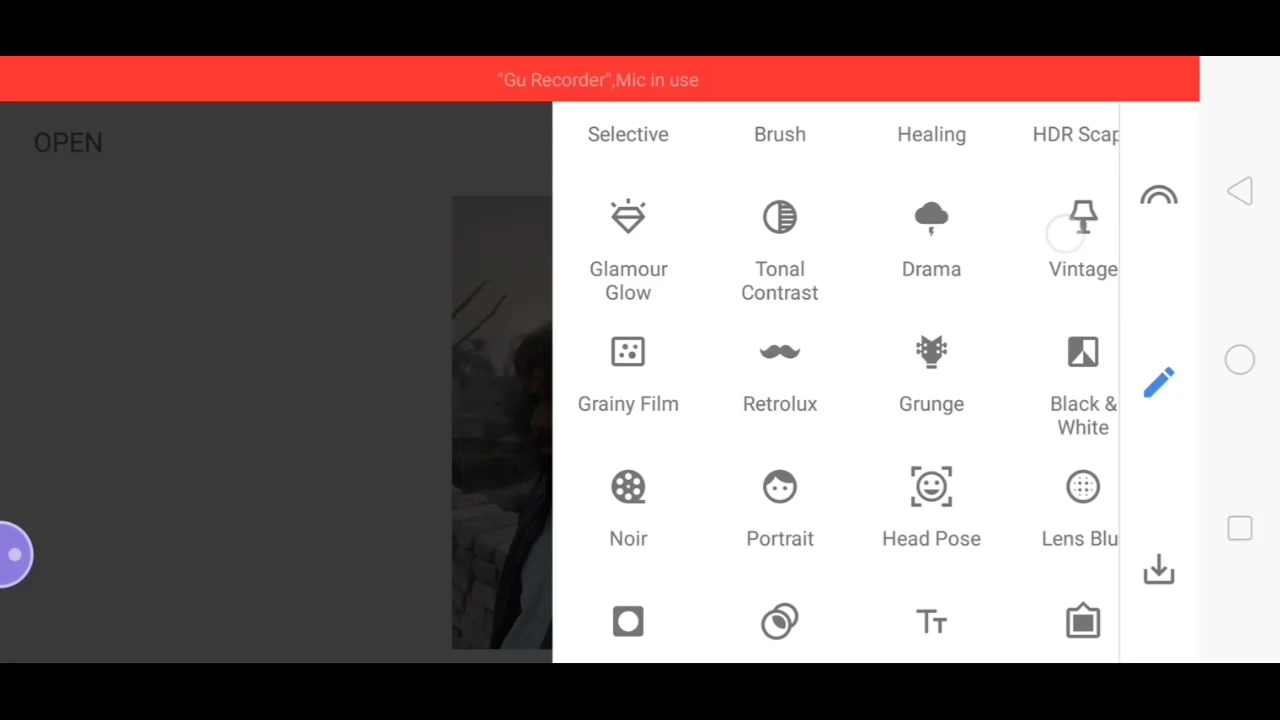 "Gu Recorder",Mic in use
OPEN
Selective
Brush
Healing
HDR Scap
Glamour
Glow
Tonal
Contrast
Drama
Vintage
Grainy Film
Retrolux
Grunge
Black &
White
Noir
Portrait
Head Pose
Lens Blu